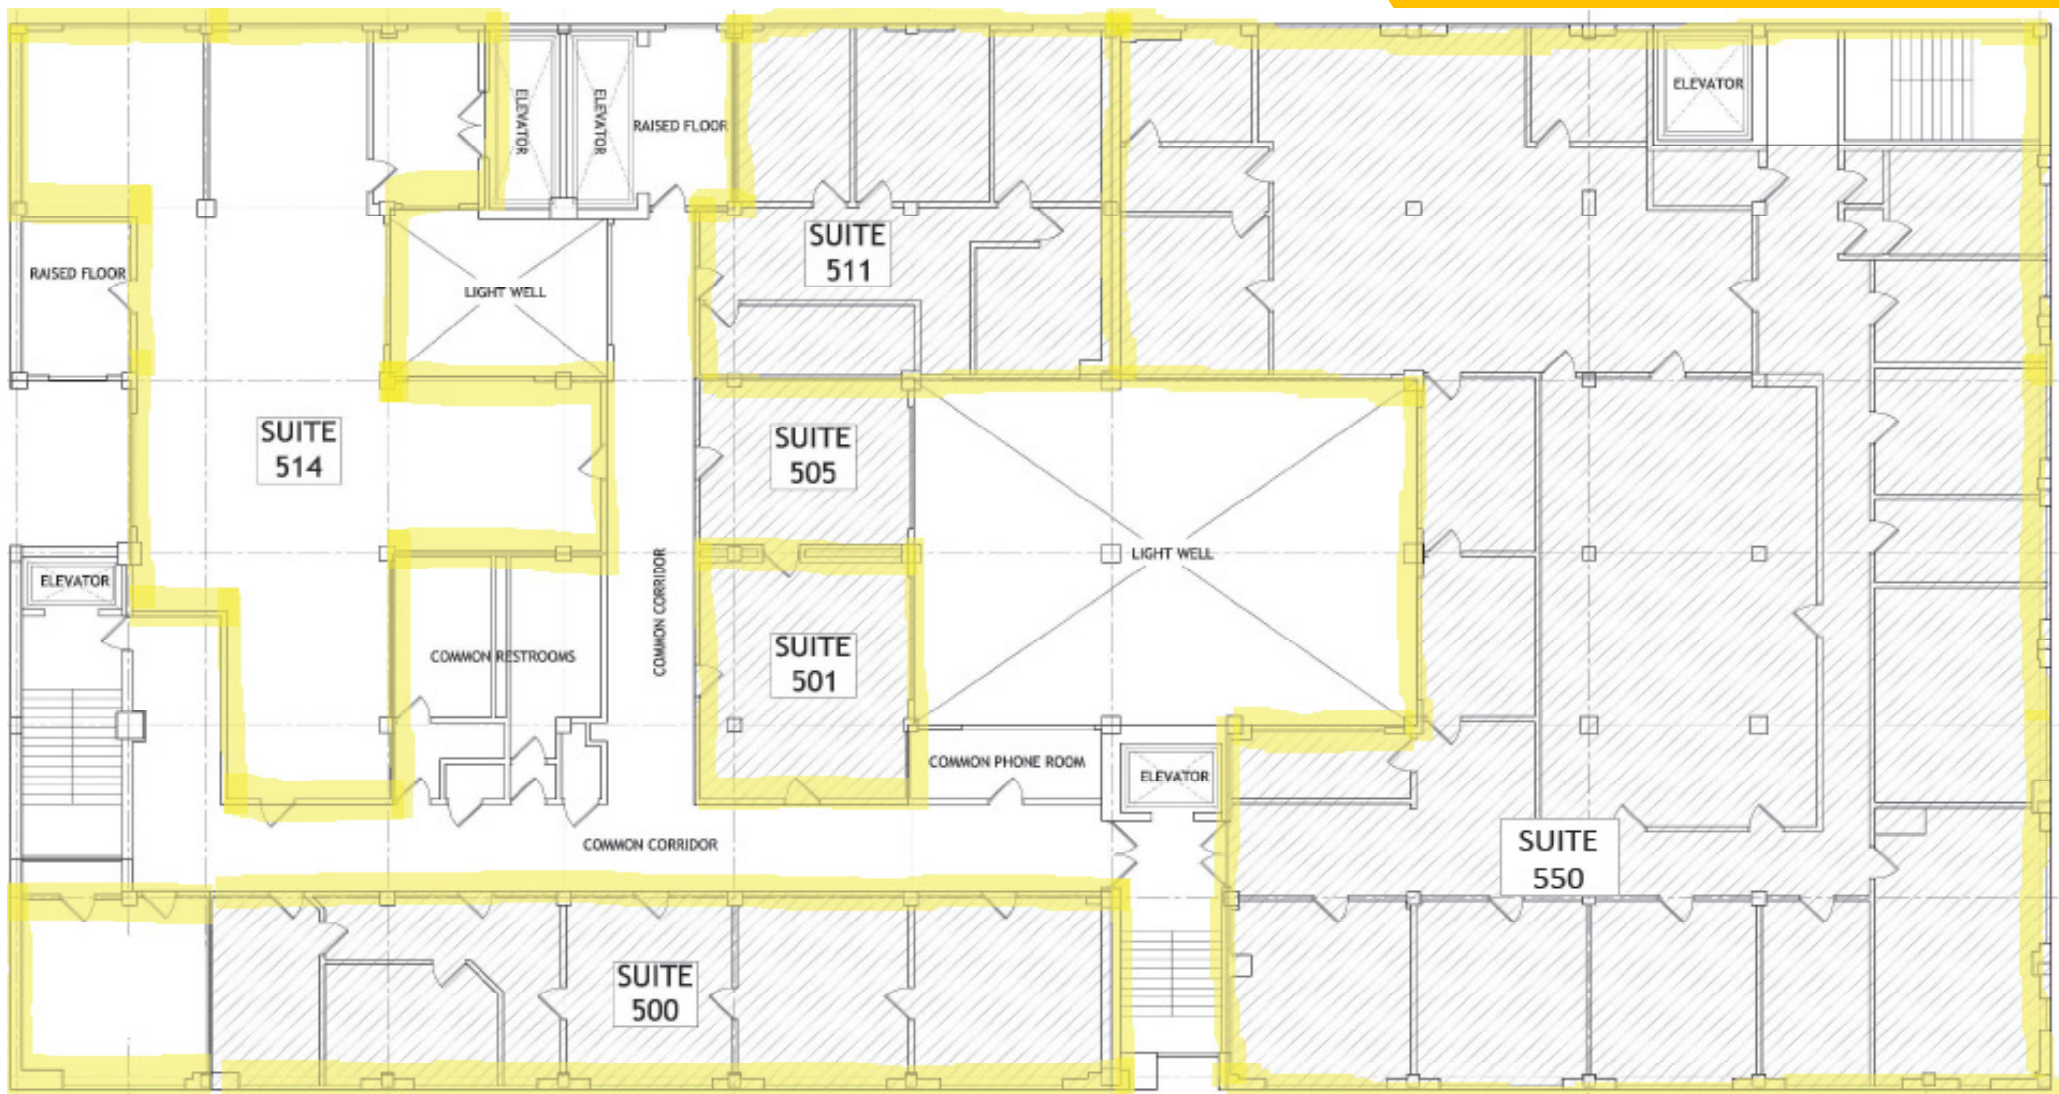 ELEVATOR
ELEVATOR
ELEVATOR
RAISED FLOOR
SUITE
511
RAISED FLOOR
LIGHT WELL
SUITE
514
SUITE
505
LIGHT WELL
ELEVATOR
COMMON CORRIDOR
COMMON RESTROOMS
SUITE
501
COMMON PHONE ROOM
ELEVATOR
COMMON CORRIDOR
SUITE
550
SUITE
500